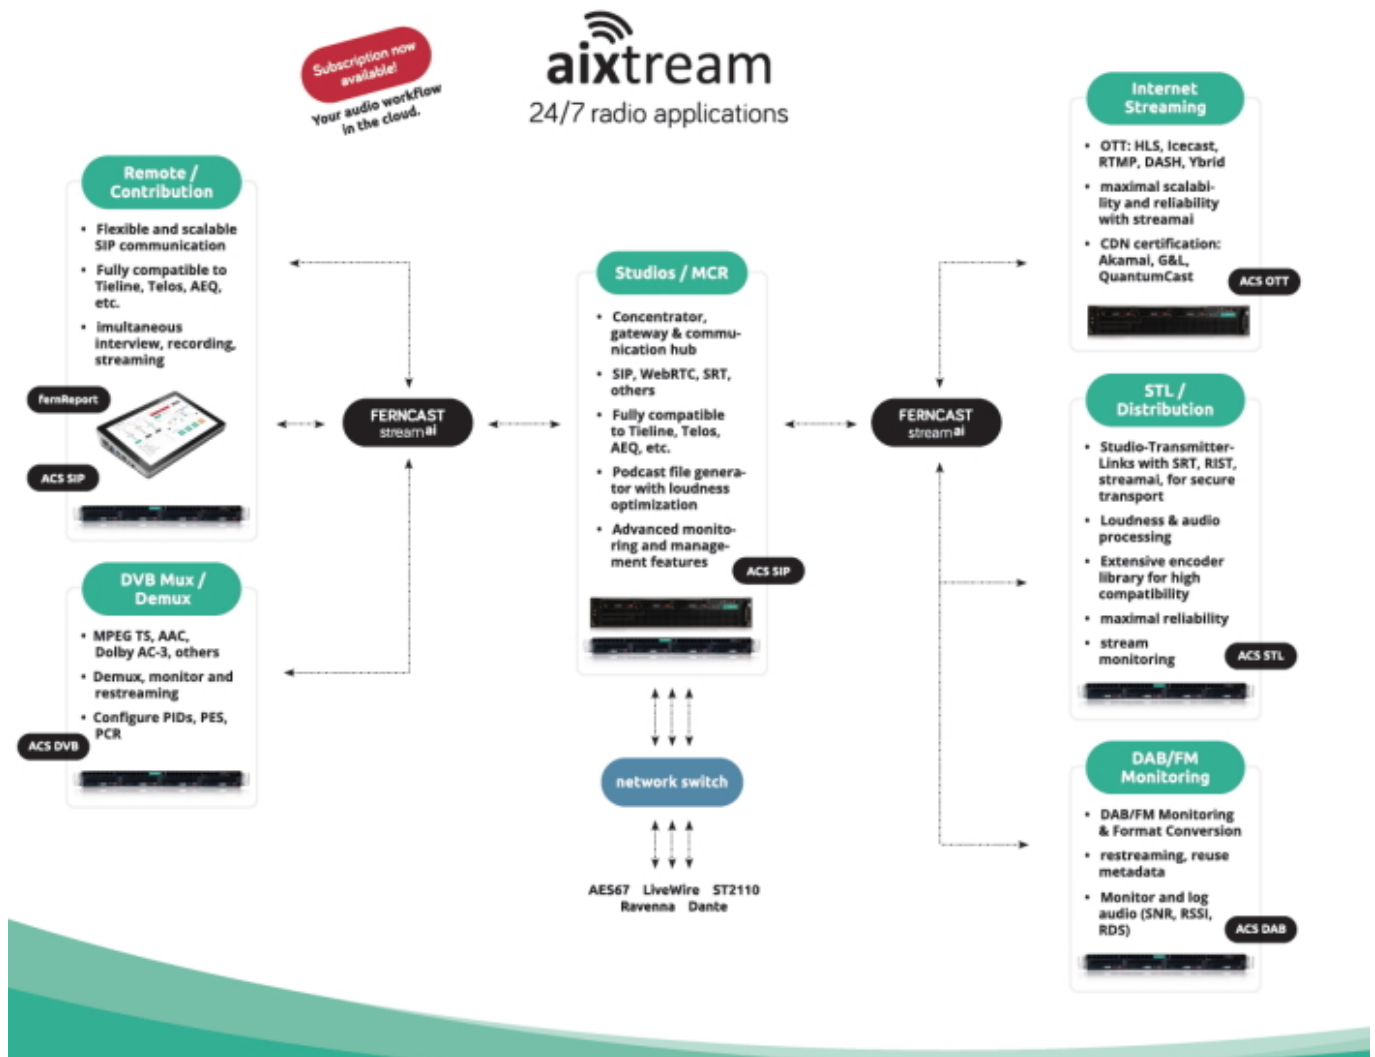 Subscription now
available!
Your audio workflow
in the cloud.
aixtream
24/7 radio applications
Remote /
Contribution
• Flexible and scalable
SIP communication
• Fully compatible to
Tieline, Telos, AEQ,
etc.
• imultaneous
interview, recording,
streaming
fernReport
ACS SIP
DVB Mux /
Demux
• MPEG TS, AAC,
Dolby AC-3, others
• Demux, monitor and
restreaming
• Configure PIDs, PES,
PCR
ACS DVB
FERNCAST
streamai
Studios / MCR
• Concentrator,
gateway & commu-
nication hub
• SIP, WebRTC, SRT,
others
• Fully compatible
to Tieline, Telos,
AEQ, etc.
• Podcast file genera-
tor with loudness
optimization
• Advanced monito-
ring and manage-
ment features
ACS SIP
network switch
AES67 LiveWire ST2110
Ravenna Dante
FERNCAST
streamai
Internet
Streaming
• OTT: HLS, Icecast,
RTMP, DASH, Ybrid
• maximal scalabi-
lity and reliability
with streamai
• CDN certification:
Akamai, G&L,
QuantumCast
ACS OTT
STL /
Distribution
• Studio-Transmitter-
Links with SRT, RIST,
streamai, for secure
transport
• Loudness & audio
processing
• Extensive encoder
library for high
compatibility
• maximal reliability
• stream
monitoring
ACS STL
DAB/FM
Monitoring
• DAB/FM Monitoring
& Format Conversion
• restreaming, reuse
metadata
• Monitor and log
audio (SNR, RSSI,
RDS)
ACS DAB